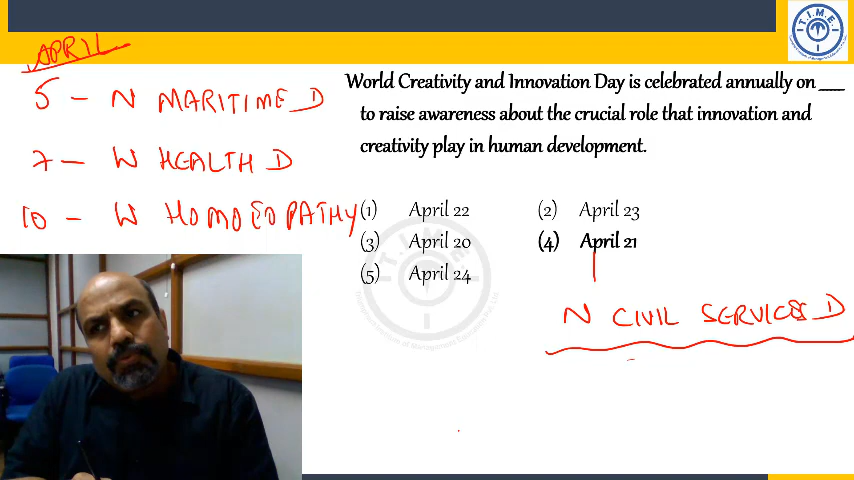 T.I.M.E.
APRIL
5 - N MARITIME D
7 - W HEALTH D
10 - W HOMOEOPATHY
World Creativity and Innovation Day is celebrated annually on ____
to raise awareness about the crucial role that innovation and
creativity play in human development.
(1) April 22 (2) April 23
(3) April 20 (4) April 21
(5) April 24
N CIVIL SERVICES D